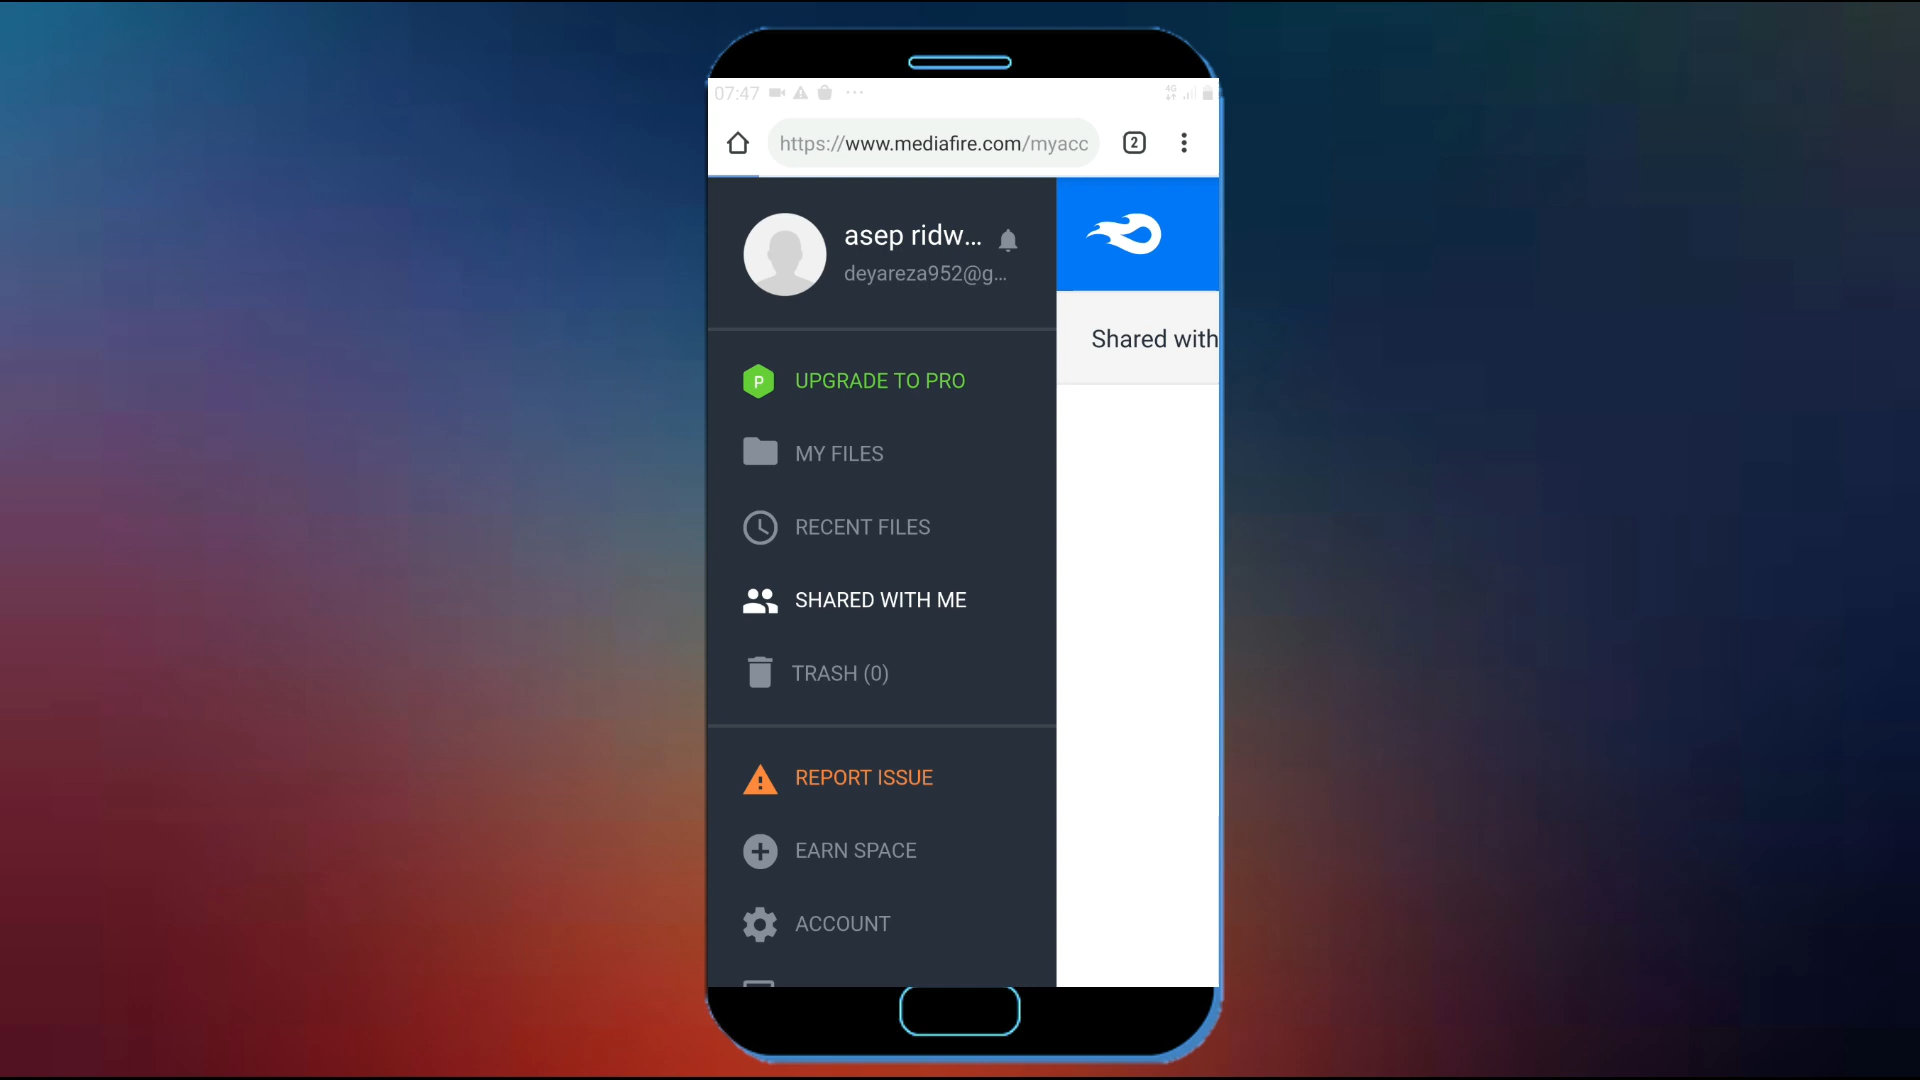 07:47
4G
https://www.mediafire.com/myacc
2
asep ridw...
deyareza952@g...
P UPGRADE TO PRO
MY FILES
RECENT FILES
SHARED WITH ME
TRASH (0)
REPORT ISSUE
EARN SPACE
ACCOUNT
Shared with